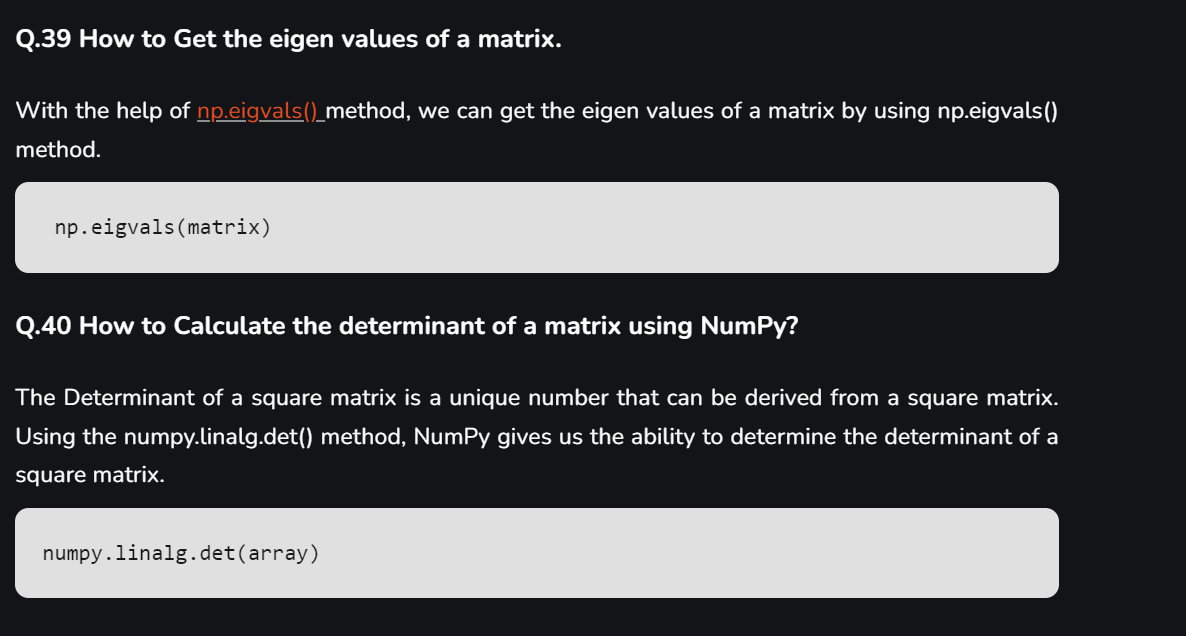 Q.39 How to Get the eigen values of a matrix.
With the help of np.eigvals() method, we can get the eigen values of a matrix by using np.eigvals()
method.
np.eigvals(matrix)
Q.40 How to Calculate the determinant of a matrix using NumPy?
The Determinant of a square matrix is a unique number that can be derived from a square matrix.
Using the numpy.linalg.det() method, NumPy gives us the ability to determine the determinant of a
square matrix.
numpy.linalg.det(array)